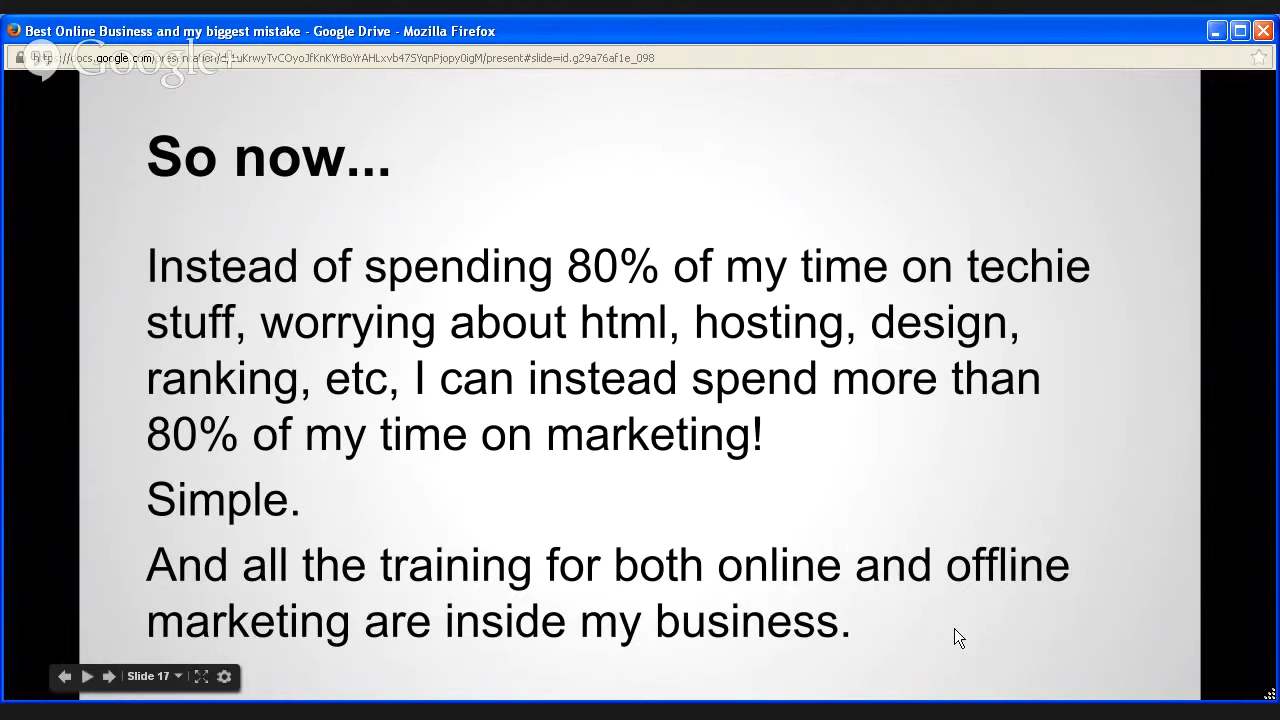 Best Online Business and my biggest mistake - Google Drive - Mozilla Firefox
Google+
So now...
Instead of spending 80% of my time on techie
stuff, worrying about html, hosting, design,
ranking, etc, I can instead spend more than
80% of my time on marketing!
Simple.
And all the training for both online and offline
marketing are inside my business.
Slide 17